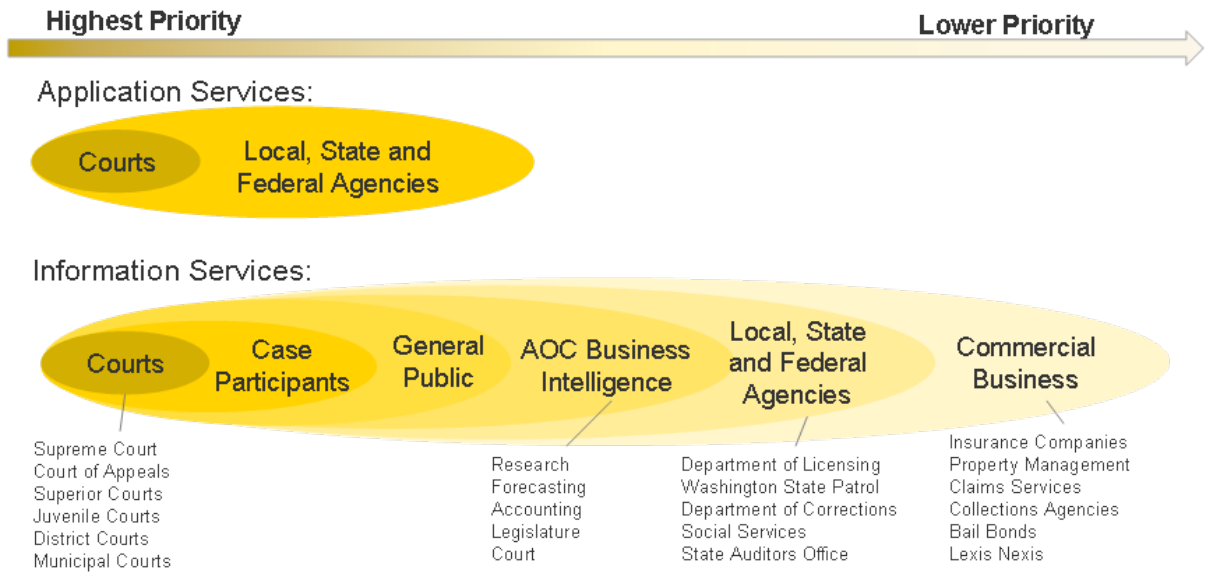 Highest Priority
Lower Priority
Application Services:
Courts
Local, State and
Federal Agencies
Information Services:
Courts
Case
Participants
General
Public
AOC Business
Intelligence
Local, State
and Federal
Agencies
Commercial
Business
Supreme Court
Court of Appeals
Superior Courts
Juvenile Courts
District Courts
Municipal Courts
Research
Forecasting
Accounting
Legislature
Court
Department of Licensing
Washington State Patrol
Department of Corrections
Social Services
State Auditors Office
Insurance Companies
Property Management
Claims Services
Collections Agencies
Bail Bonds
Lexis Nexis